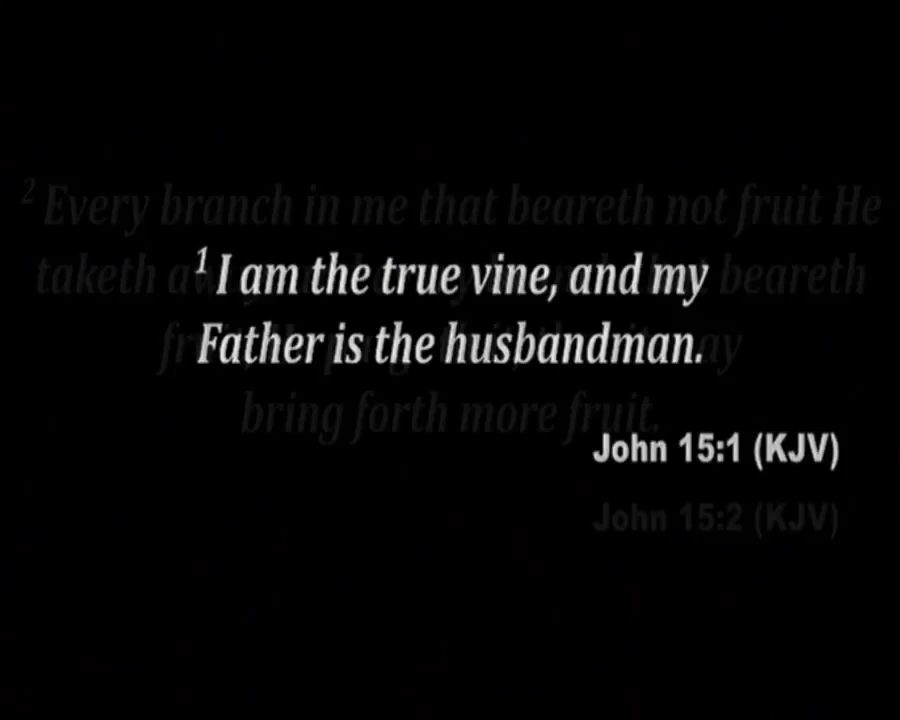 ¹ I am the true vine, and my
Father is the husbandman.
John 15:1 (KJV)
² Every branch in me that beareth not fruit He
taketh beareth
bring forth more fruit.
John 15:2 (KJV)